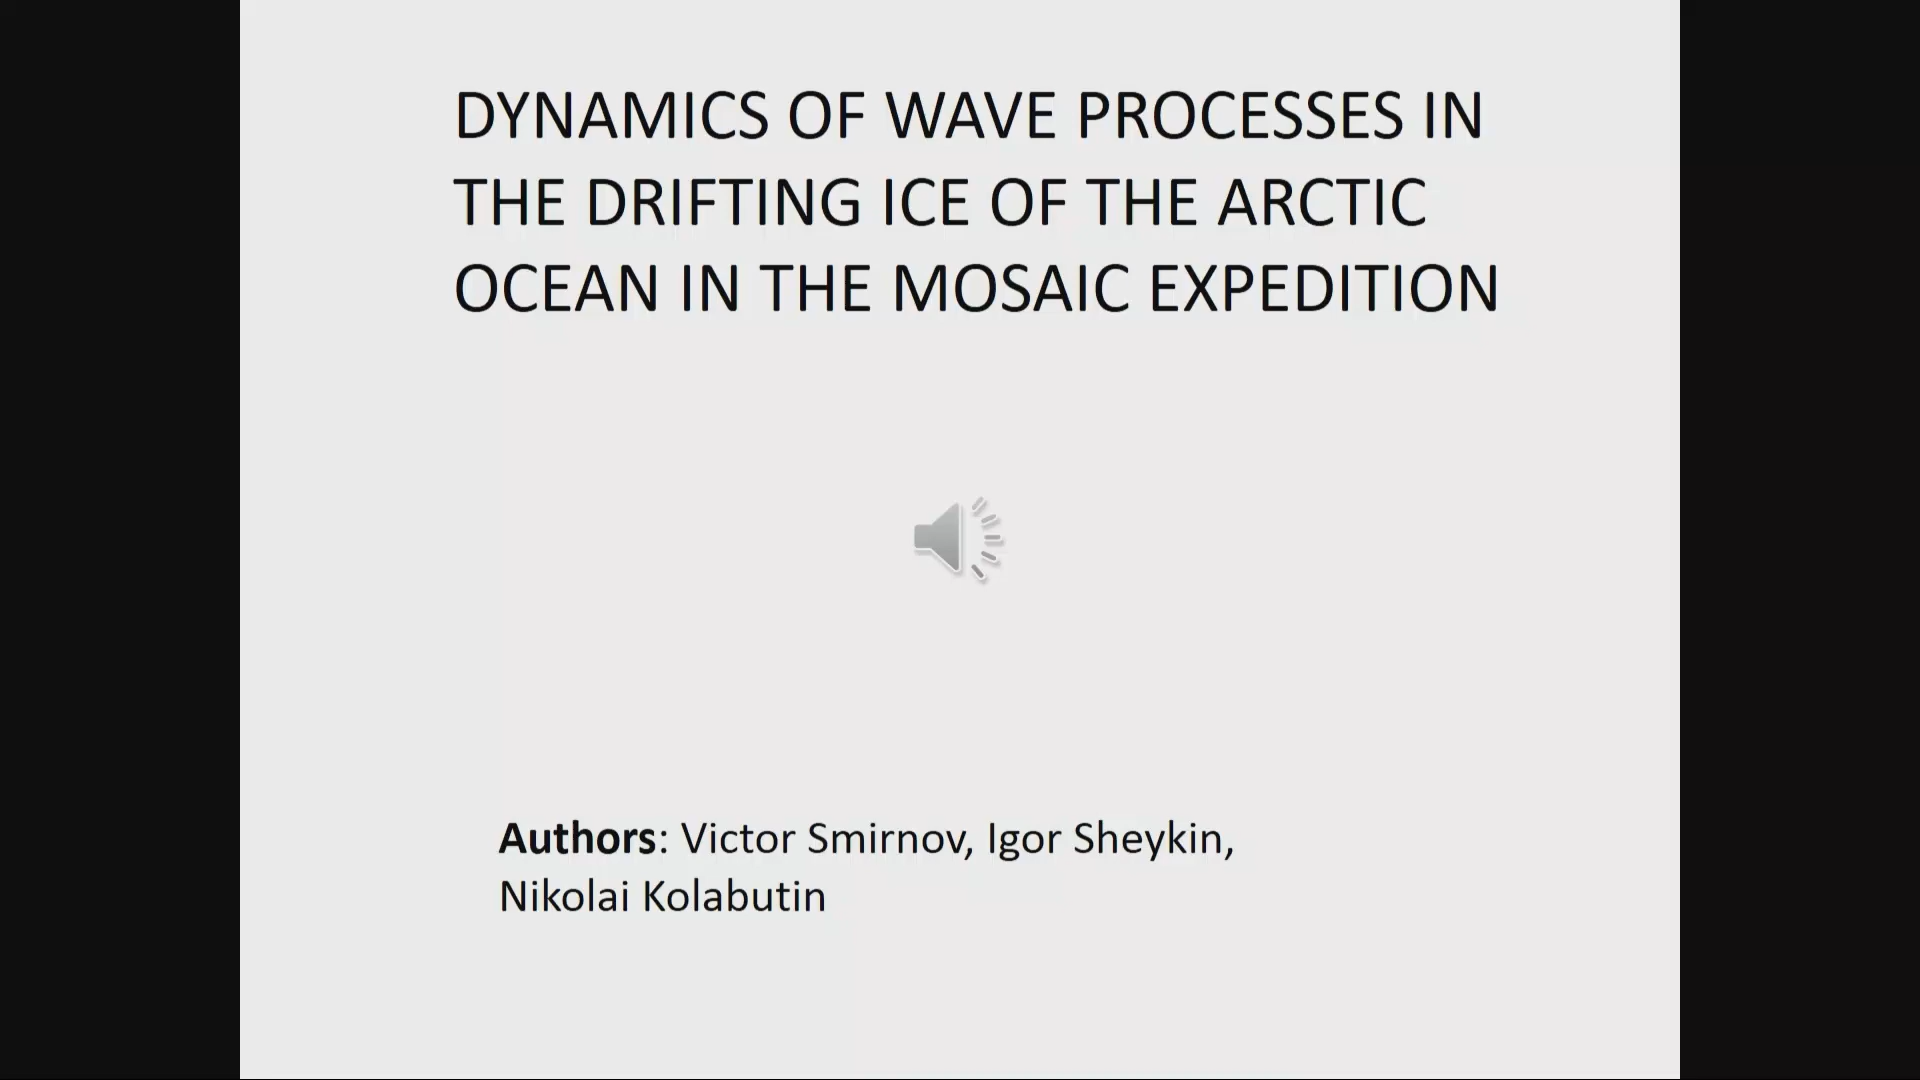 DYNAMICS OF WAVE PROCESSES IN
THE DRIFTING ICE OF THE ARCTIC
OCEAN IN THE MOSAIC EXPEDITION
Authors: Victor Smirnov, Igor Sheykin,
Nikolai Kolabutin